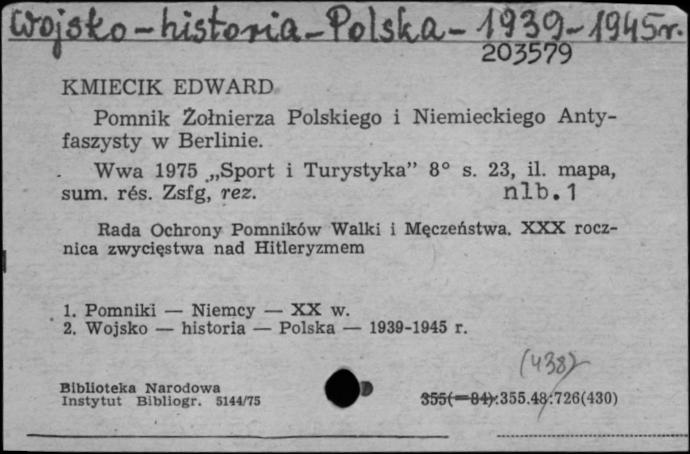 Wojsko - historia - Polska - 1939-1945r.
203579
KMIECIK EDWARD
Pomnik Żołnierza Polskiego i Niemieckiego Anty-
faszysty w Berlinie.
Wwa 1975 „Sport i Turystyka” 8° s. 23, il. mapa,
sum. rés. Zsfg, rez. nlb.1
Rada Ochrony Pomników Walki i Męczeństwa. XXX rocz-
nica zwycięstwa nad Hitleryzmem
1. Pomniki — Niemcy — XX w.
2. Wojsko — historia — Polska — 1939-1945 r.
(438)
Biblioteka Narodowa
Instytut Bibliogr. 5144/75 355(=84):355.48:726(430)